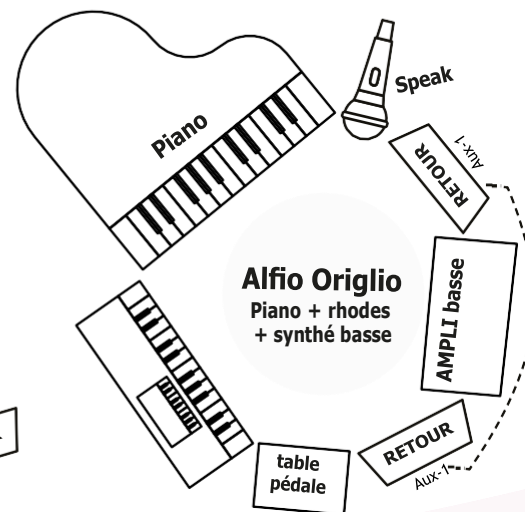 Piano
Speak
RETOUR
Aux-1
Alfio Origlio
Piano + rhodes
+ synthé basse
AMPLI basse
RETOUR
Aux-1
table
pédale